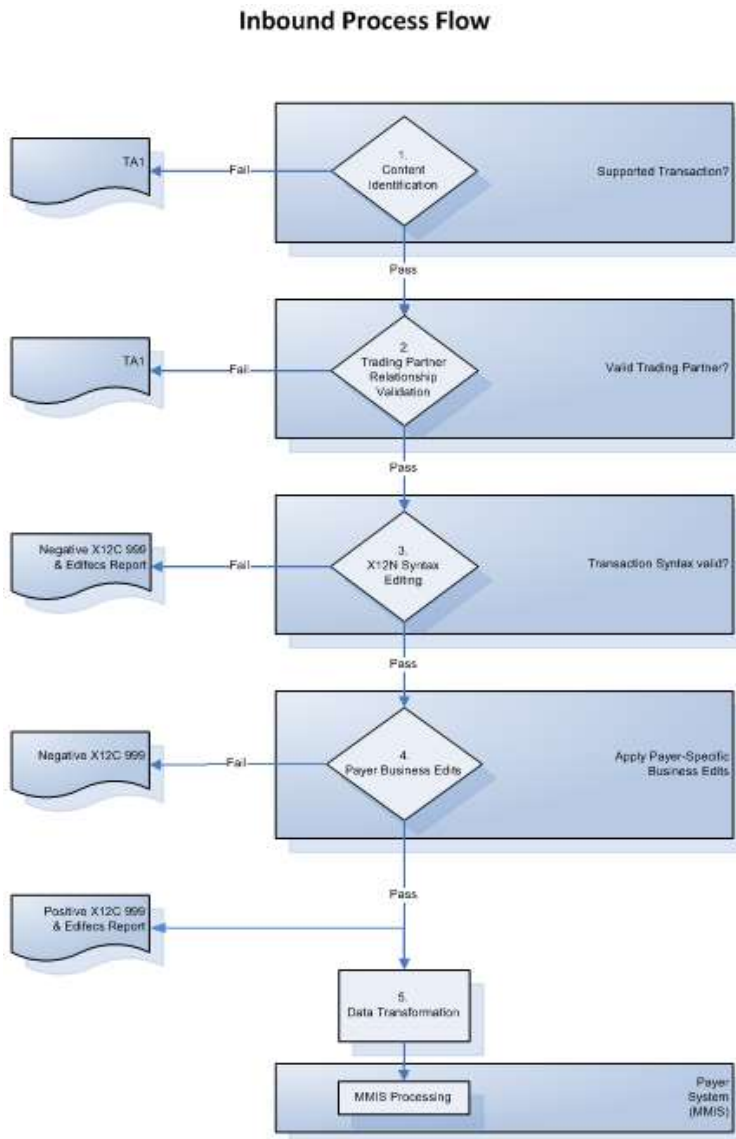 Inbound Process Flow
TA1
Fail
1.
Content
Identification
Supported Transaction?
Pass
TA1
Fail
2.
Trading Partner
Relationship
Validation
Valid Trading Partner?
Pass
Negative X12C 999
& Edifecs Report
Fail
3.
X12N Syntax
Editing
Transaction Syntax valid?
Pass
Negative X12C 999
Fail
4.
Payer Business Edits
Apply Payer-Specific
Business Edits
Pass
Positive X12C 999
& Edifecs Report
5.
Data Transformation
MMIS Processing
Payer
System
(MMIS)